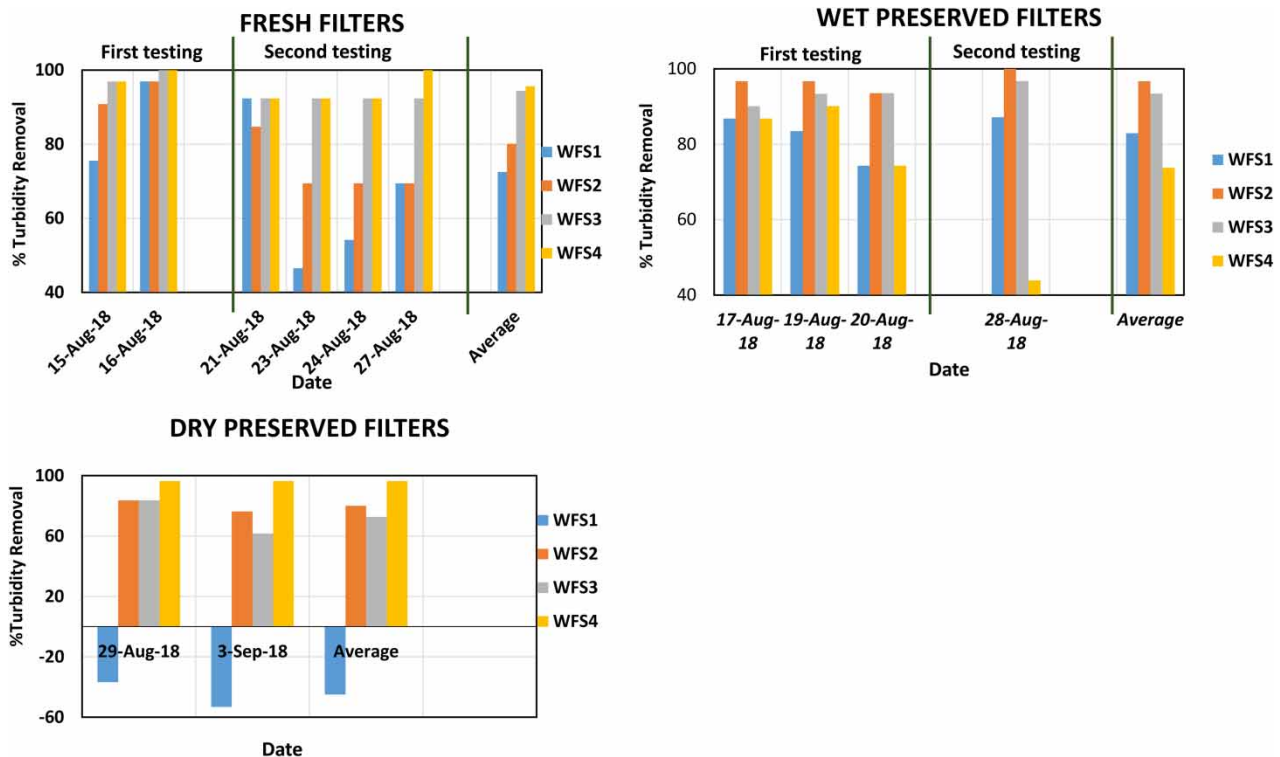 FRESH FILTERS
First testing
Second testing
100
80
60
40
% Turbidity Removal
15-Aug-18
16-Aug-18
21-Aug-18
23-Aug-18
24-Aug-18
27-Aug-18
Average
Date
WFS1
WFS2
WFS3
WFS4
WET PRESERVED FILTERS
First testing
Second testing
100
80
60
40
% Turbidity Removal
17-Aug-
18
19-Aug-
18
20-Aug-
18
28-Aug-
18
Average
Date
WFS1
WFS2
WFS3
WFS4
DRY PRESERVED FILTERS
100
60
20
-20
-60
%Turbidity Removal
29-Aug-18
3-Sep-18
Average
Date
WFS1
WFS2
WFS3
WFS4